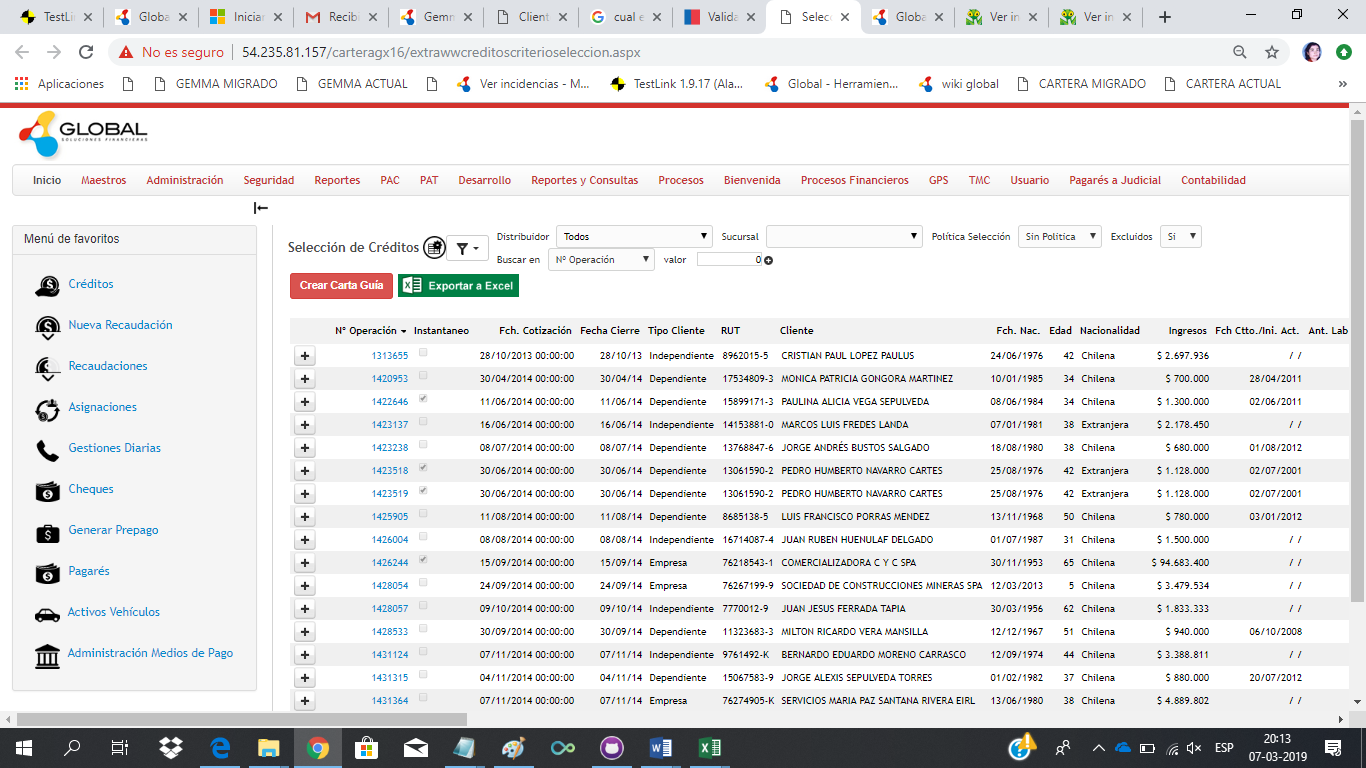 TestLi
Globa
Iniciar
Recibi
Gemm
Client
cual e
Valida
Selec
Globa
Ver in
Ver in
No es seguro 54.235.81.157/carteragx16/extrawwcreditoscriterioseleccion.aspx
Aplicaciones GEMMA MIGRADO GEMMA ACTUAL Ver incidencias - M... TestLink 1.9.17 (Ala... Global - Herramien... wiki global CARTERA MIGRADO CARTERA ACTUAL »
GLOBAL
SOLUCIONES FINANCIERAS
Inicio Maestros Administración Seguridad Reportes PAC PAT Desarrollo Reportes y Consultas Procesos Bienvenida Procesos Financieros GPS TMC Usuario Pagarés a Judicial Contabilidad
Menú de favoritos
Créditos
Nueva Recaudación
Recaudaciones
Asignaciones
Gestiones Diarias
Cheques
Generar Prepago
Pagarés
Activos Vehículos
Administración Medios de Pago
Selección de Créditos
Distribuidor Todos Sucursal Política Selección Sin Politica Excluidos Si
Buscar en Nº Operación valor 0
Crear Carta Guía Exportar a Excel
Nº Operación Instantaneo Fch. Cotización Fecha Cierre Tipo Cliente RUT Cliente Fch. Nac. Edad Nacionalidad Ingresos Fch Ctto./Ini. Act. Ant. Lab
1313655 28/10/2013 00:00:00 28/10/13 Independiente 8962015-5 CRISTIAN PAUL LOPEZ PAULUS 24/06/1976 42 Chilena $ 2.697.936 / /
1420953 30/04/2014 00:00:00 30/04/14 Dependiente 17534809-3 MONICA PATRICIA GONGORA MARTINEZ 10/01/1985 34 Chilena $ 700.000 28/04/2011
1422646 11/06/2014 00:00:00 11/06/14 Dependiente 15899171-3 PAULINA ALICIA VEGA SEPULVEDA 08/06/1984 34 Chilena $ 1.300.000 02/06/2011
1423137 16/06/2014 00:00:00 16/06/14 Independiente 14153881-0 MARCOS LUIS FREDES LANDA 07/01/1981 38 Extranjera $ 2.178.450 / /
1423238 08/07/2014 00:00:00 08/07/14 Dependiente 13768847-6 JORGE ANDRÉS BUSTOS SALGADO 18/08/1980 38 Chilena $ 680.000 01/08/2012
1423518 30/06/2014 00:00:00 30/06/14 Dependiente 13061590-2 PEDRO HUMBERTO NAVARRO CARTES 25/08/1976 42 Extranjera $ 1.128.000 02/07/2001
1423519 30/06/2014 00:00:00 30/06/14 Dependiente 13061590-2 PEDRO HUMBERTO NAVARRO CARTES 25/08/1976 42 Extranjera $ 1.128.000 02/07/2001
1425905 11/08/2014 00:00:00 11/08/14 Dependiente 8685138-5 LUIS FRANCISCO PORRAS MENDEZ 13/11/1968 50 Chilena $ 780.000 03/01/2012
1426004 08/08/2014 00:00:00 08/08/14 Independiente 16714087-4 JUAN RUBEN HUENULAF DELGADO 01/07/1987 31 Chilena $ 1.500.000 / /
1426244 15/09/2014 00:00:00 15/09/14 Empresa 76218543-1 COMERCIALIZADORA C Y C SPA 30/11/1953 65 Chilena $ 94.683.400 / /
1428054 24/09/2014 00:00:00 24/09/14 Empresa 76267199-9 SOCIEDAD DE CONSTRUCCIONES MINERAS SPA 12/03/2013 5 Chilena $ 3.479.534 / /
1428057 09/10/2014 00:00:00 09/10/14 Independiente 7770012-9 JUAN JESUS FERRADA TAPIA 30/03/1956 62 Chilena $ 1.833.333 / /
1428533 30/09/2014 00:00:00 30/09/14 Dependiente 11323683-3 MILTON RICARDO VERA MANSILLA 12/12/1967 51 Chilena $ 940.000 06/10/2008
1431124 07/11/2014 00:00:00 07/11/14 Independiente 9761492-K BERNARDO EDUARDO MORENO CARRASCO 12/09/1974 44 Chilena $ 3.388.811 / /
1431315 04/11/2014 00:00:00 04/11/14 Dependiente 15067583-9 JORGE ALEXIS SEPULVEDA TORRES 01/02/1982 37 Chilena $ 880.000 20/07/2012
1431364 07/11/2014 00:00:00 07/11/14 Empresa 76274905-K SERVICIOS MARIA PAZ SANTANA RIVERA EIRL 13/06/1980 38 Chilena $ 4.889.802 / /
ESP
20:13
07-03-2019